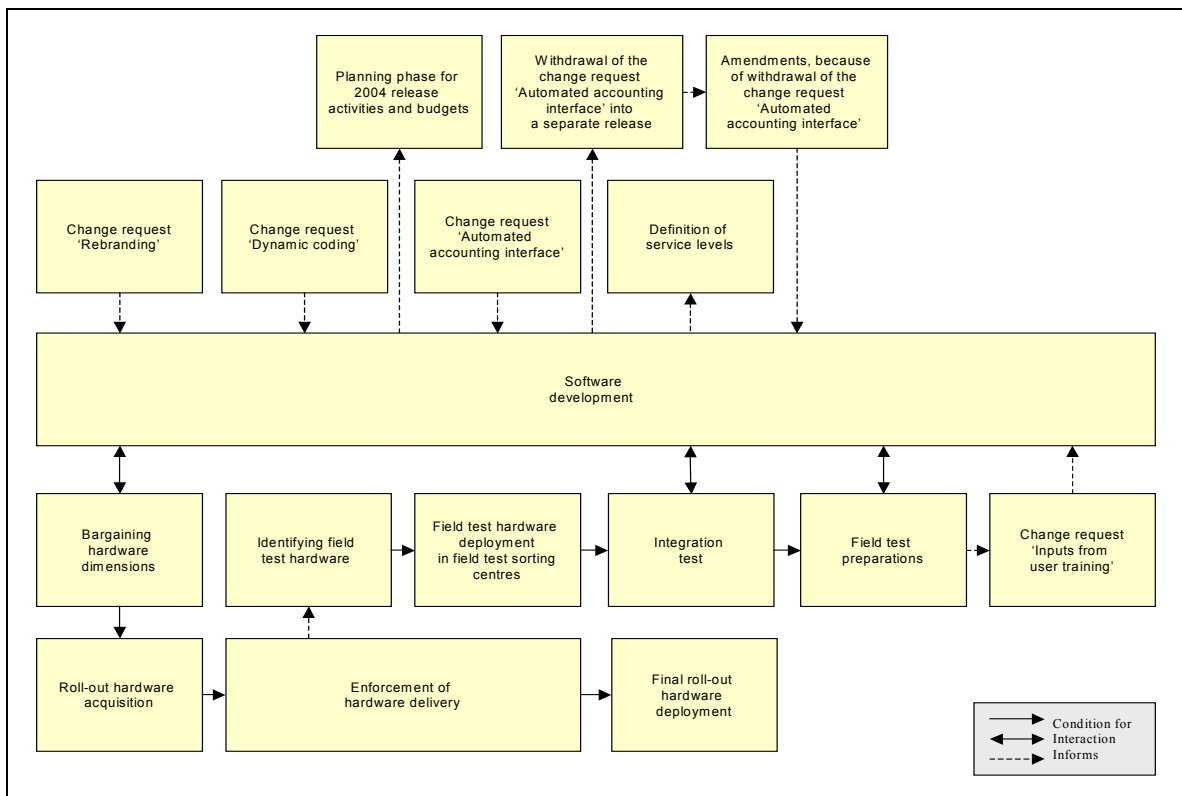 Planning phase for
2004 release
activities and budgets
Withdrawal of the
change request
‘Automated accounting
interface’ into
a separate release
Amendments, because
of withdrawal of the
change request
‘Automated
accounting interface’
Change request
‘Rebranding’
Change request
‘Dynamic coding’
Change request
‘Automated
accounting interface’
Definition of
service levels
Software
development
Bargaining
hardware
dimensions
Identifying field
test hardware
Field test hardware
deployment
in field test sorting
centres
Integration
test
Field test
preparations
Change request
‘Inputs from
user training’
Roll-out hardware
acquisition
Enforcement of
hardware delivery
Final roll-out
hardware
deployment
Condition for
Interaction
Informs